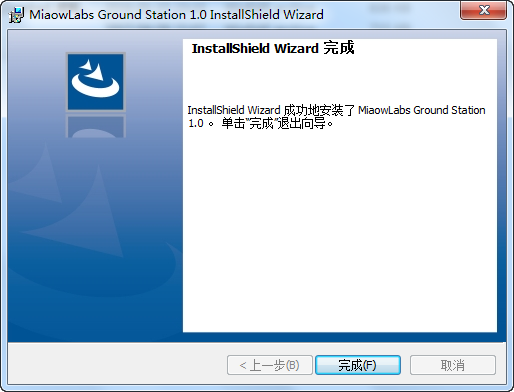 MiaowLabs Ground Station 1.0 InstallShield Wizard
InstallShield Wizard 完成
InstallShield Wizard 成功地安装了 MiaowLabs Ground Station
1.0 。 单击“完成”退出向导。
< 上一步(B)
完成(F)
取消